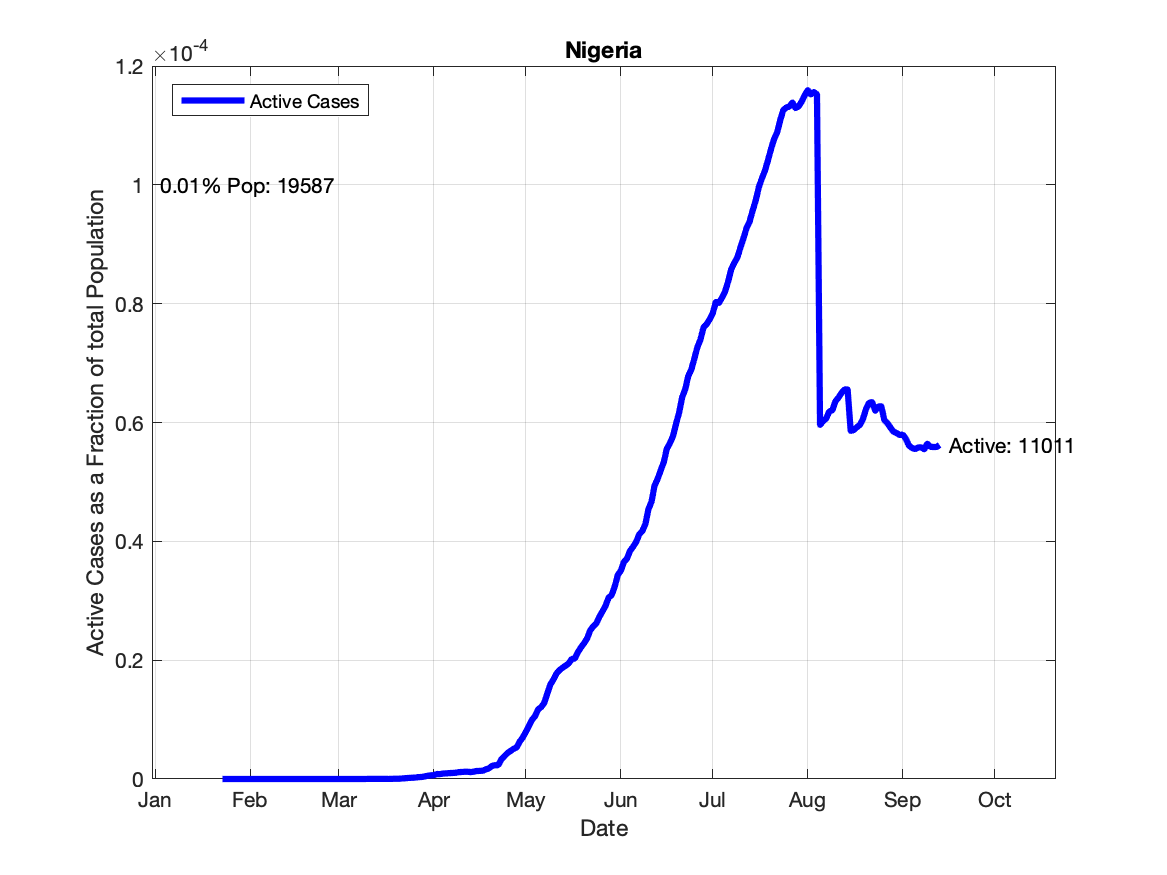 Nigeria
×10-4
1.2
1
0.8
0.6
0.4
0.2
0
Active Cases
0.01% Pop: 19587
Active: 11011
Active Cases as a Fraction of total Population
Jan Feb Mar Apr May Jun Jul Aug Sep Oct
Date